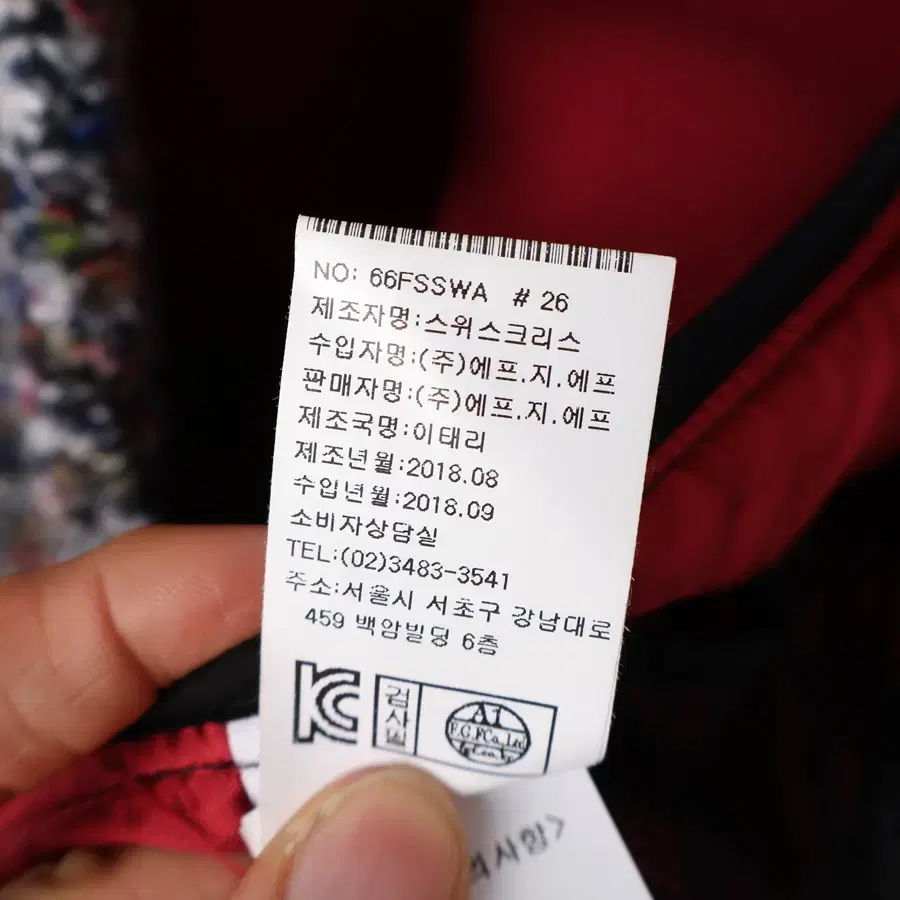 NO: 66FSSWA # 26
제조자명:스위스크리스
수입자명:(주)에프.지.에프
판매자명:(주)에프.지.에프
제조국명:이태리
제조년월:2018.08
수입년월:2018.09
소비자상담실
TEL:(02)3483-3541
주소:서울시 서초구 강남대로
459 백암빌딩 6층
KC
검사필
A1
F.G.FCo.,Ltd